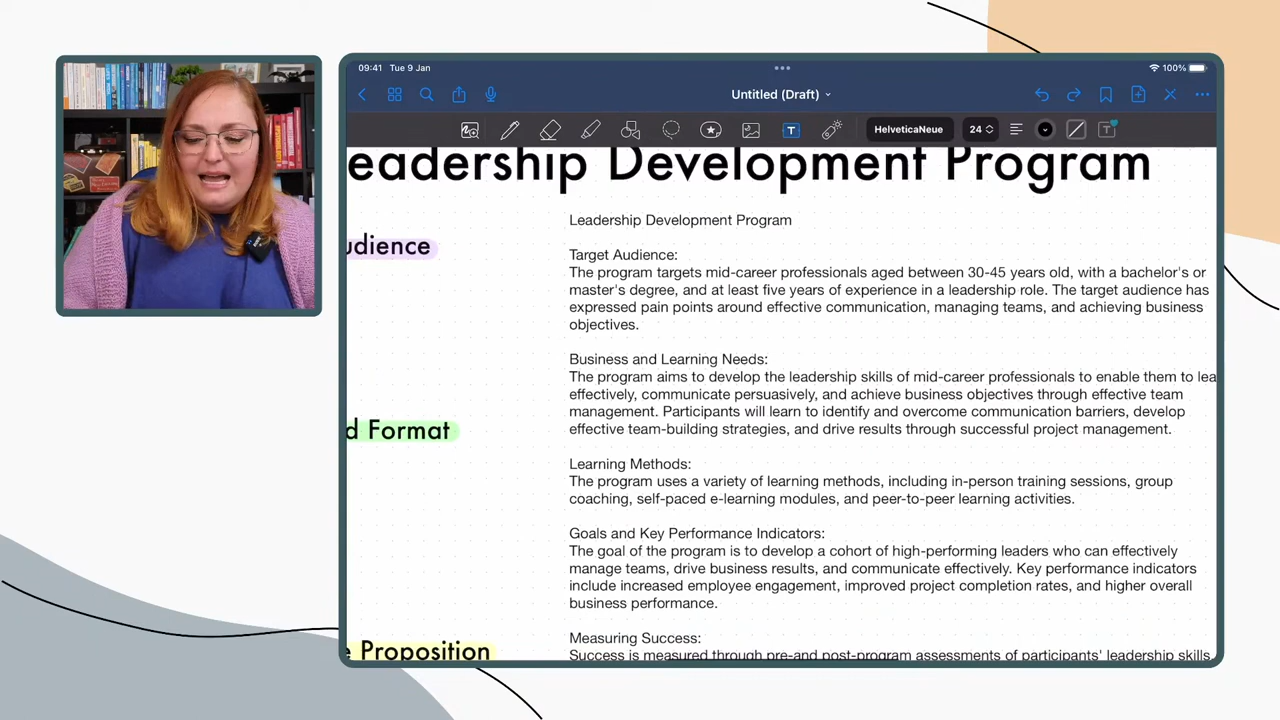 09:41 Tue 9 Jan
100%
Untitled (Draft)
HelveticaNeue
24
eadership Development Program
udience
d Format
e Proposition
Leadership Development Program
Target Audience:
The program targets mid-career professionals aged between 30-45 years old, with a bachelor's or
master's degree, and at least five years of experience in a leadership role. The target audience has
expressed pain points around effective communication, managing teams, and achieving business
objectives.
Business and Learning Needs:
The program aims to develop the leadership skills of mid-career professionals to enable them to lea
effectively, communicate persuasively, and achieve business objectives through effective team
management. Participants will learn to identify and overcome communication barriers, develop
effective team-building strategies, and drive results through successful project management.
Learning Methods:
The program uses a variety of learning methods, including in-person training sessions, group
coaching, self-paced e-learning modules, and peer-to-peer learning activities.
Goals and Key Performance Indicators:
The goal of the program is to develop a cohort of high-performing leaders who can effectively
manage teams, drive business results, and communicate effectively. Key performance indicators
include increased employee engagement, improved project completion rates, and higher overall
business performance.
Measuring Success:
Success is measured through pre-and post-program assessments of participants' leadership skills